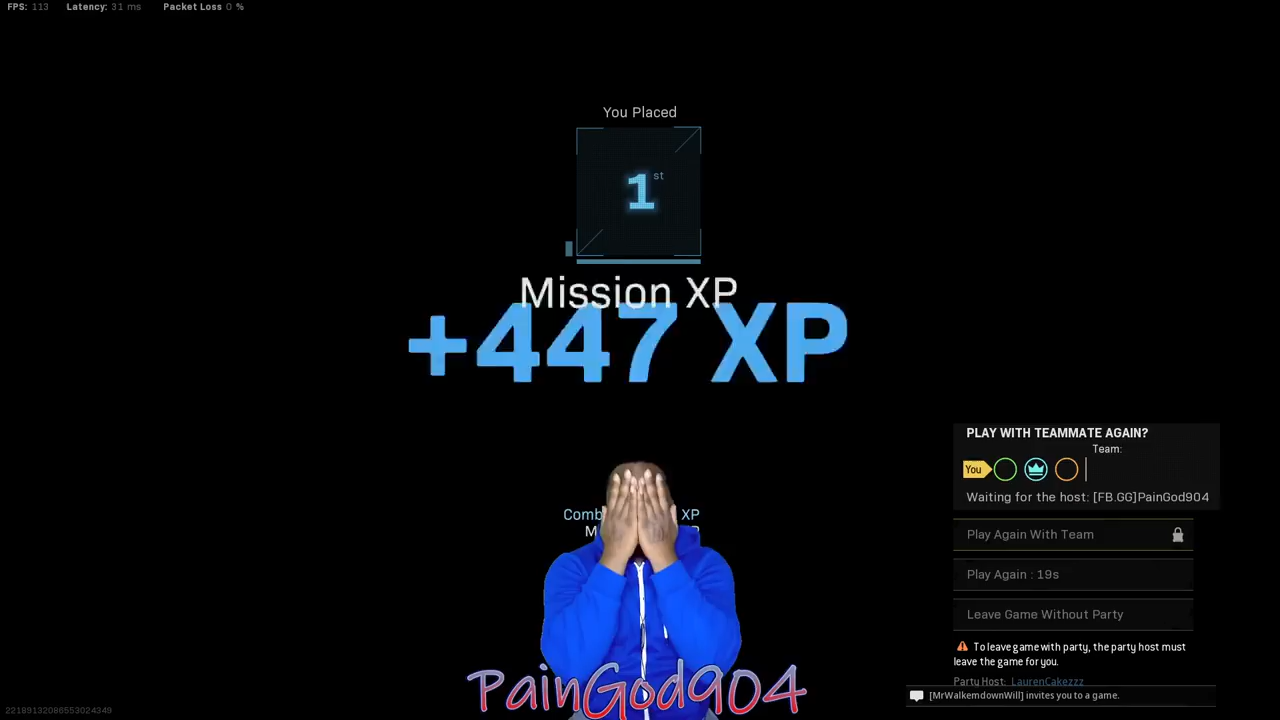 FPS: 113 Latency: 31 ms Packet Loss 0 %
You Placed
1st
Mission XP
+447 XP
Comb XP
M P
PLAY WITH TEAMMATE AGAIN?
Team:
You
Waiting for the host: [FB.GG]PainGod904
Play Again With Team
Play Again : 19s
Leave Game Without Party
To leave game with party, the party host must
leave the game for you.
Party Host: LaurenCakezzz
[MrWalkemdownWill] invites you to a game.
PainGod904
22189132086553024349